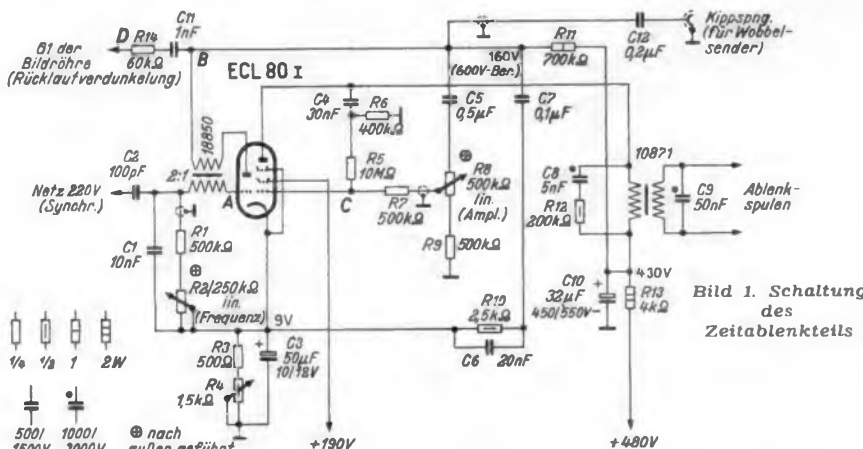 D
R14
60kΩ
C11
1nF
G1 der
Bildröhre
(Rücklaufverdunkelung)
B
ECL 80 I
18850
2:1
C2
100pF
Netz 220V
(Synchr.)
A
C1
10nF
R1
500kΩ
R2/250kΩ
lin.
(Frequenz)
C4
30nF
R6
400kΩ
R5
10MΩ
C
R7
500kΩ
160V
(600V-Ber.)
R11
700kΩ
C12
0,2µF
Kippspng.
(für Wobbel-
sender)
C5
0,5µF
C7
0,1µF
R8
500kΩ
lin.
(Ampl.)
R9
500kΩ
10871
C8
5nF
R12
200kΩ
C9
50nF
Ablenk-
spulen
430V
C10
32µF
450/550V-
R13
4kΩ
9V
R3
500Ω
R4
1,5kΩ
+
C3
50µF
10/12V
R10
2,5kΩ
C6
20nF
+190V
+480V
1/4
1/2
1
2W
500/
1500V
1000/
3000V
⊕ nach
außen geführt
Bild 1. Schaltung
des
Zeitablenkteils